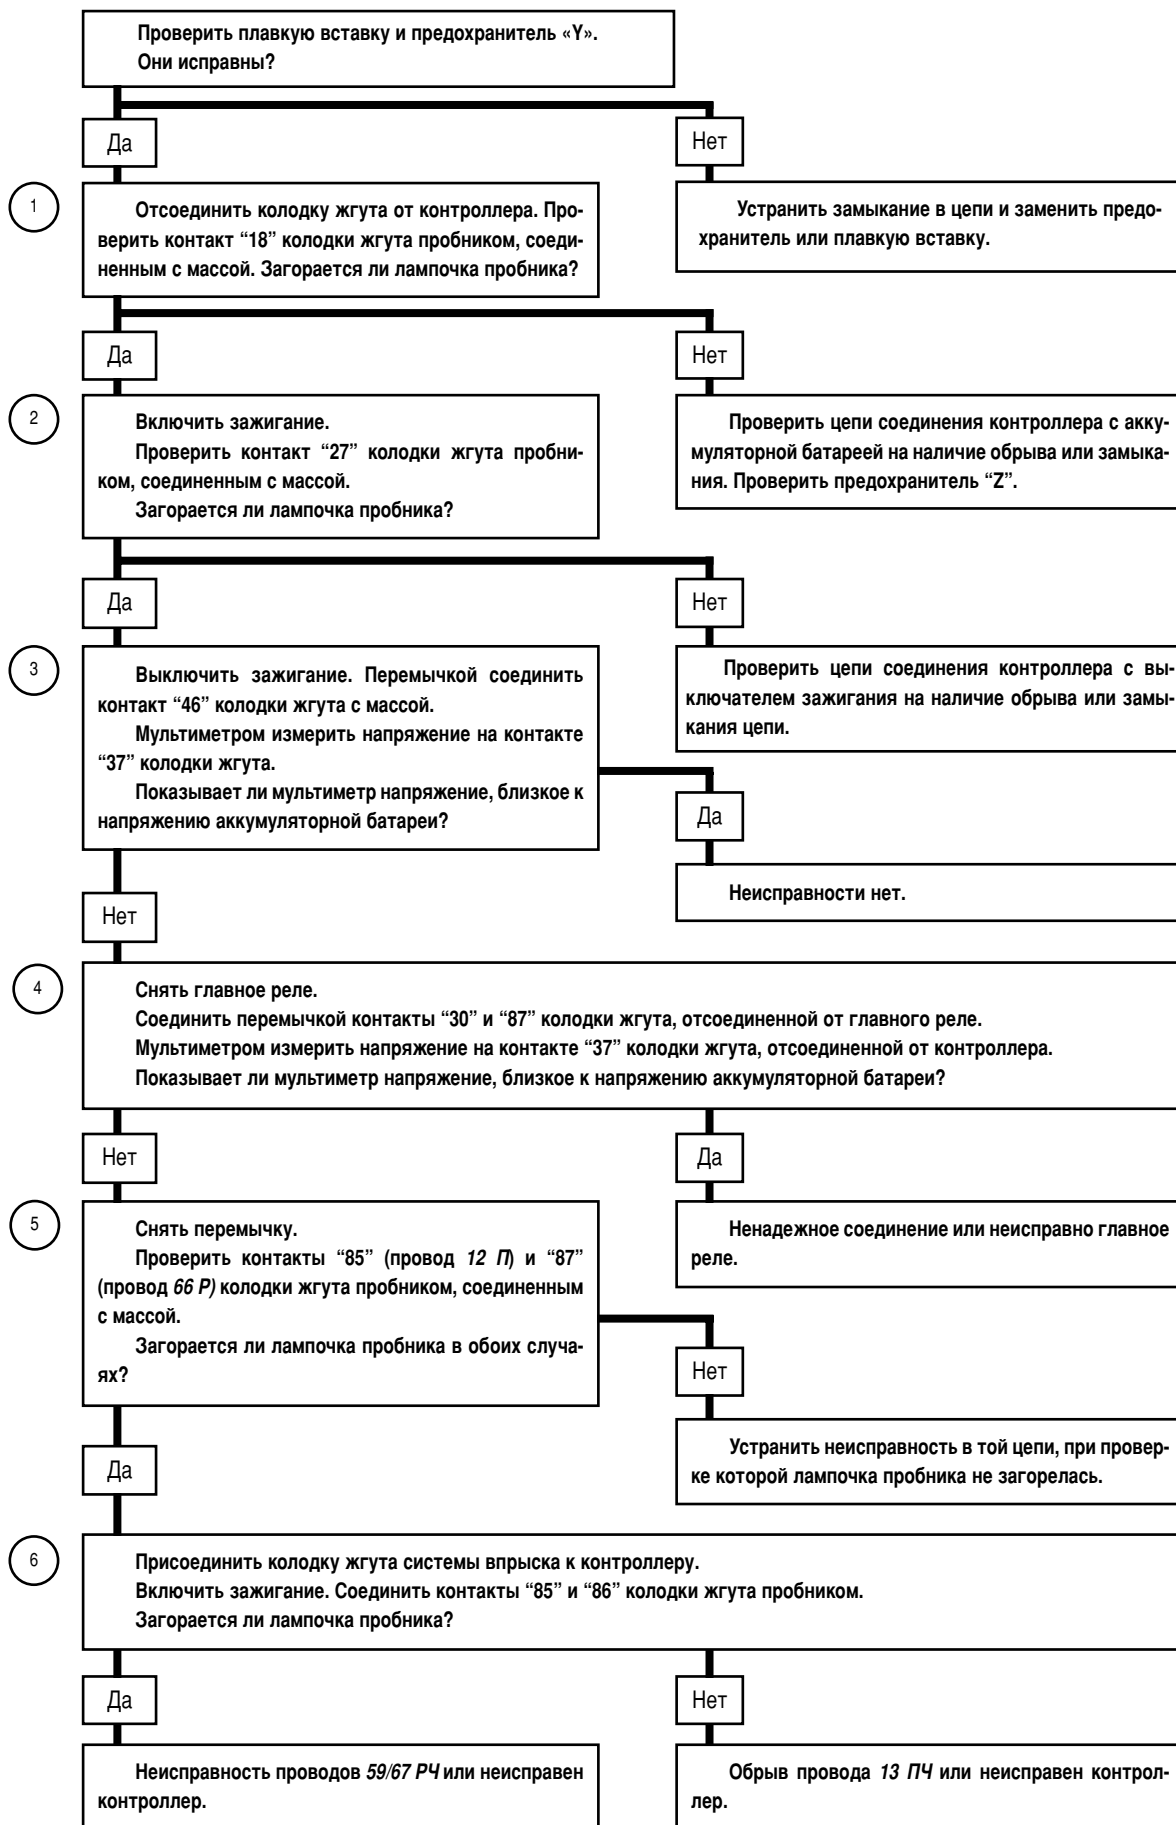 Проверить плавкую вставку и предохранитель «Y».
Они исправны?
Да
Нет
1
Отсоединить колодку жгута от контроллера. Про-
верить контакт “18” колодки жгута пробником, соеди-
ненным с массой. Загорается ли лампочка пробника?
Устранить замыкание в цепи и заменить предо-
хранитель или плавкую вставку.
Да
Нет
2
Включить зажигание.
Проверить контакт “27” колодки жгута пробни-
ком, соединенным с массой.
Загорается ли лампочка пробника?
Проверить цепи соединения контроллера с акку-
муляторной батареей на наличие обрыва или замыка-
ния. Проверить предохранитель “Z”.
Да
Нет
3
Выключить зажигание. Перемычкой соединить
контакт “46” колодки жгута с массой.
Мультиметром измерить напряжение на контакте
“37” колодки жгута.
Показывает ли мультиметр напряжение, близкое к
напряжению аккумуляторной батареи?
Проверить цепи соединения контроллера с вы-
ключателем зажигания на наличие обрыва или замы-
кания цепи.
Да
Неисправности нет.
Нет
4
Снять главное реле.
Соединить перемычкой контакты “30” и “87” колодки жгута, отсоединенной от главного реле.
Мультиметром измерить напряжение на контакте “37” колодки жгута, отсоединенной от контроллера.
Показывает ли мультиметр напряжение, близкое к напряжению аккумуляторной батареи?
Нет
Да
5
Снять перемычку.
Проверить контакты “85” (провод 12 П) и “87”
(провод 66 Р) колодки жгута пробником, соединенным
с массой.
Загорается ли лампочка пробника в обоих случа-
ях?
Ненадежное соединение или неисправно главное
реле.
Нет
Устранить неисправность в той цепи, при провер-
ке которой лампочка пробника не загорелась.
Да
6
Присоединить колодку жгута системы впрыска к контроллеру.
Включить зажигание. Соединить контакты “85” и “86” колодки жгута пробником.
Загорается ли лампочка пробника?
Да
Нет
Неисправность проводов 59/67 РЧ или неисправен
контроллер.
Обрыв провода 13 ПЧ или неисправен контрол-
лер.